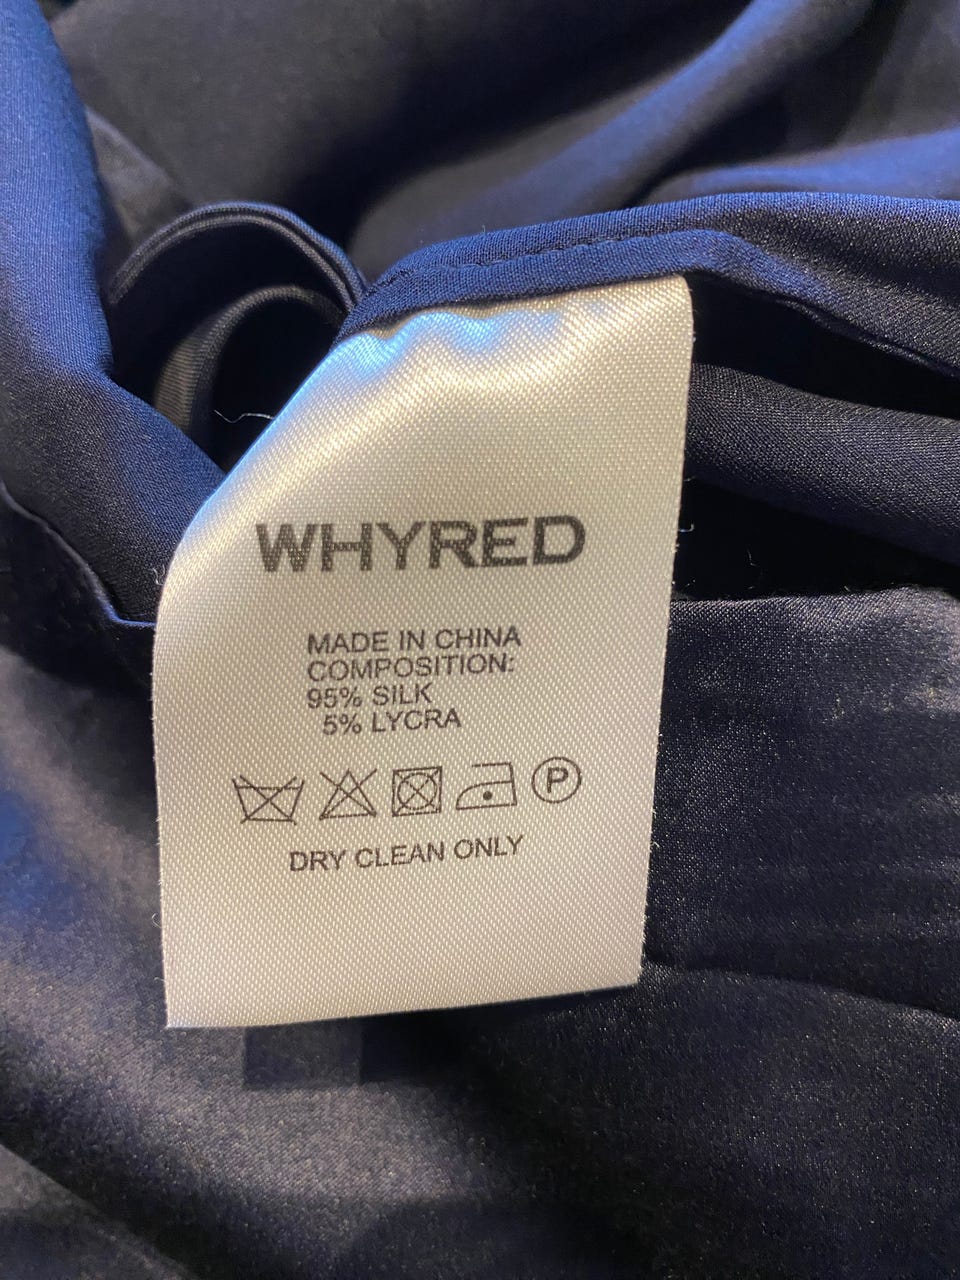 WHYRED
MADE IN CHINA
COMPOSITION:
95% SILK
5% LYCRA
P
DRY CLEAN ONLY